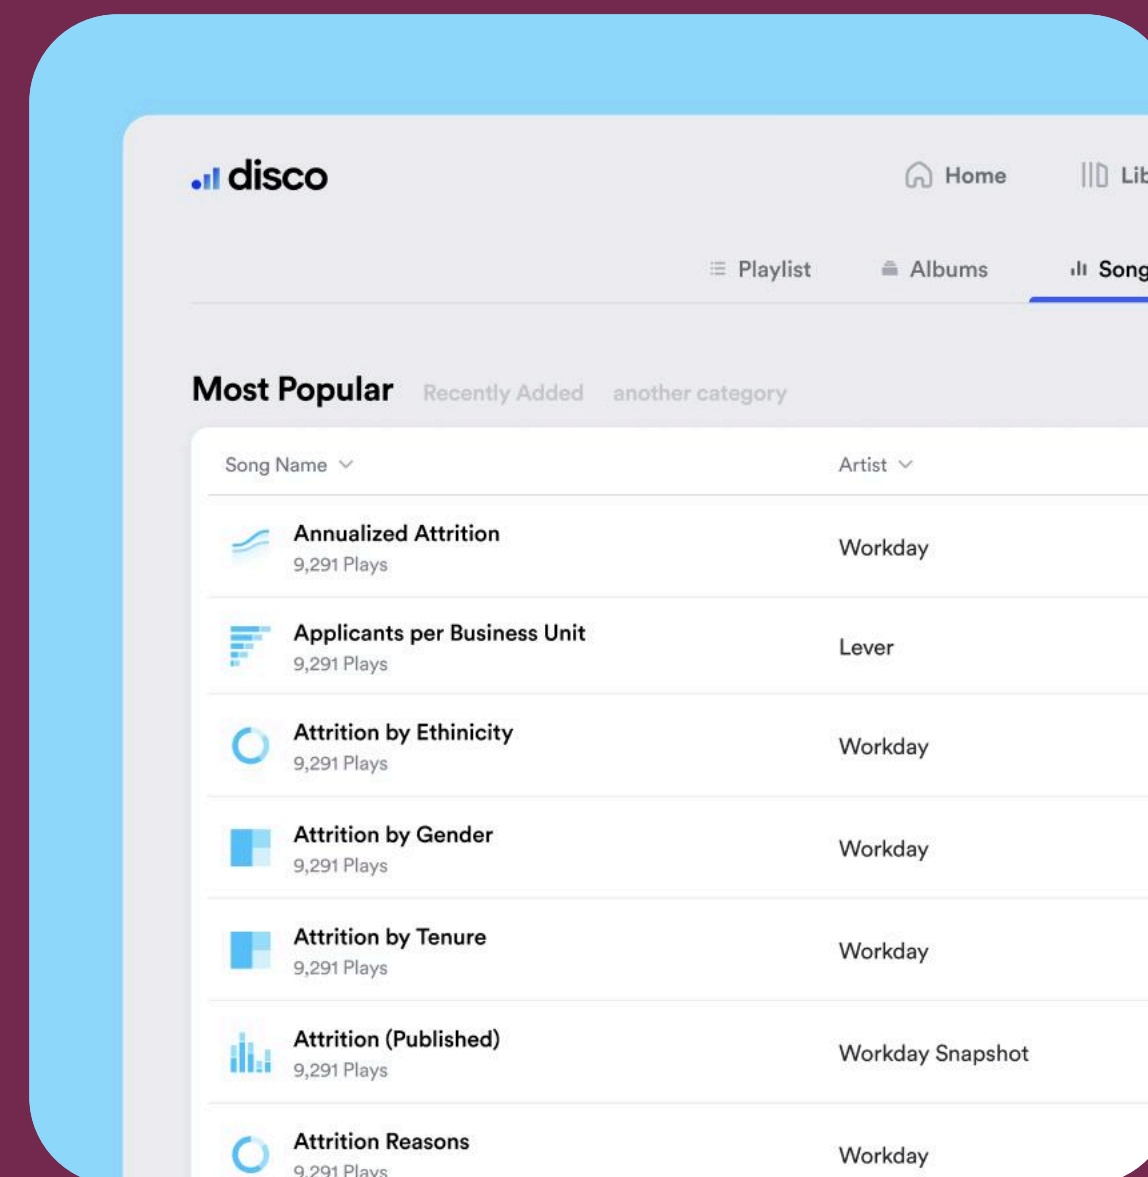 disco
Home Lib
Playlist Albums Song
Most Popular Recently Added another category
Song Name Artist
Annualized Attrition
9,291 Plays
Workday
Applicants per Business Unit
9,291 Plays
Lever
Attrition by Ethinicity
9,291 Plays
Workday
Attrition by Gender
9,291 Plays
Workday
Attrition by Tenure
9,291 Plays
Workday
Attrition (Published)
9,291 Plays
Workday Snapshot
Attrition Reasons
9,291 Plays
Workday